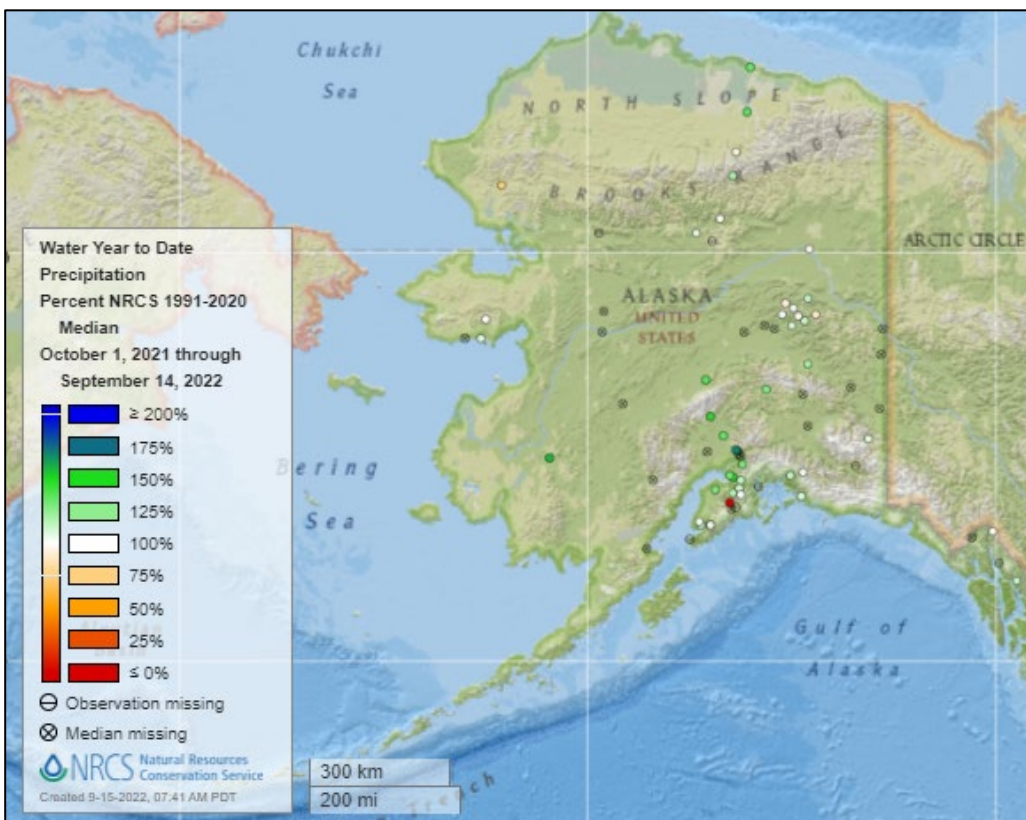 Chukchi
Sea
NORTH SLOPE
BROOKS RANGE
ARCTIC CIRCLE
ALASKA
UNITED
STATES
Bering
Sea
Gulf of
Alaska
Trench
Water Year to Date
Precipitation
Percent NRCS 1991-2020
Median
October 1, 2021 through
September 14, 2022
≥ 200%
175%
150%
125%
100%
75%
50%
25%
≤ 0%
Observation missing
Median missing
NRCS Natural Resources
Conservation Service
Created 9-15-2022, 07:41 AM PDT
300 km
200 mi